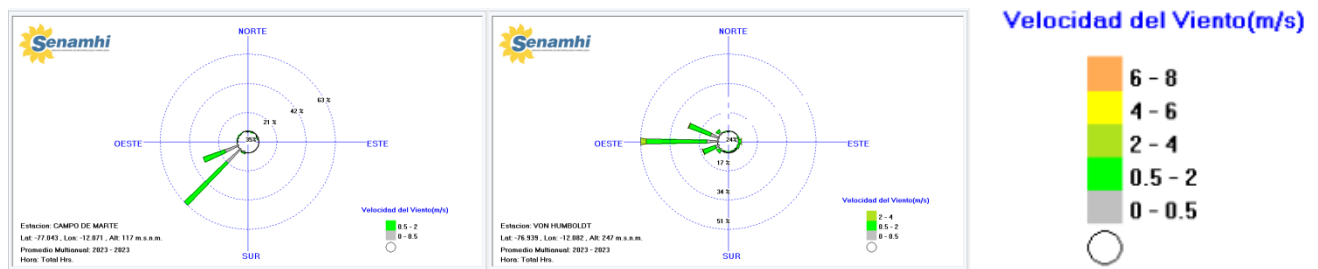 Senamhi
NORTE
63 %
42 %
21 %
35%
OESTE
ESTE
Velocidad del Viento(m/s)
0.5 - 2
0 - 0.5
Estacion: CAMPO DE MARTE
Lat: -77.043 , Lon: -12.071 , Alt: 117 m.s.n.m.
Promedio Multianual: 2023 - 2023
Hora: Total Hrs.
SUR
Senamhi
NORTE
24%
OESTE
ESTE
17 %
34 %
51 %
Velocidad del Viento(m/s)
2 - 4
0.5 - 2
0 - 0.5
Estacion: VON HUMBOLDT
Lat: -76.939 , Lon: -12.082 , Alt: 247 m.s.n.m.
Promedio Multianual: 2023 - 2023
Hora: Total Hrs.
SUR
Velocidad del Viento(m/s)
6 - 8
4 - 6
2 - 4
0.5 - 2
0 - 0.5